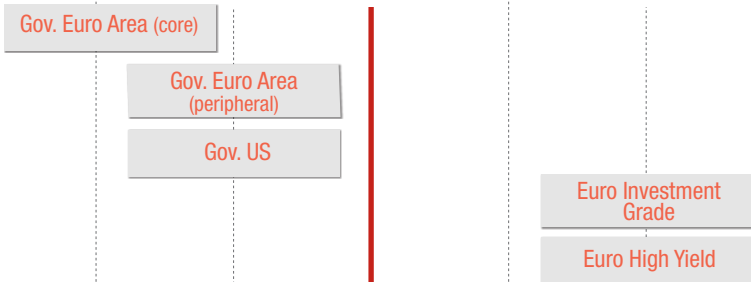 Gov. Euro Area (core)
Gov. Euro Area
(peripheral)
Gov. US
Euro Investment
Grade
Euro High Yield